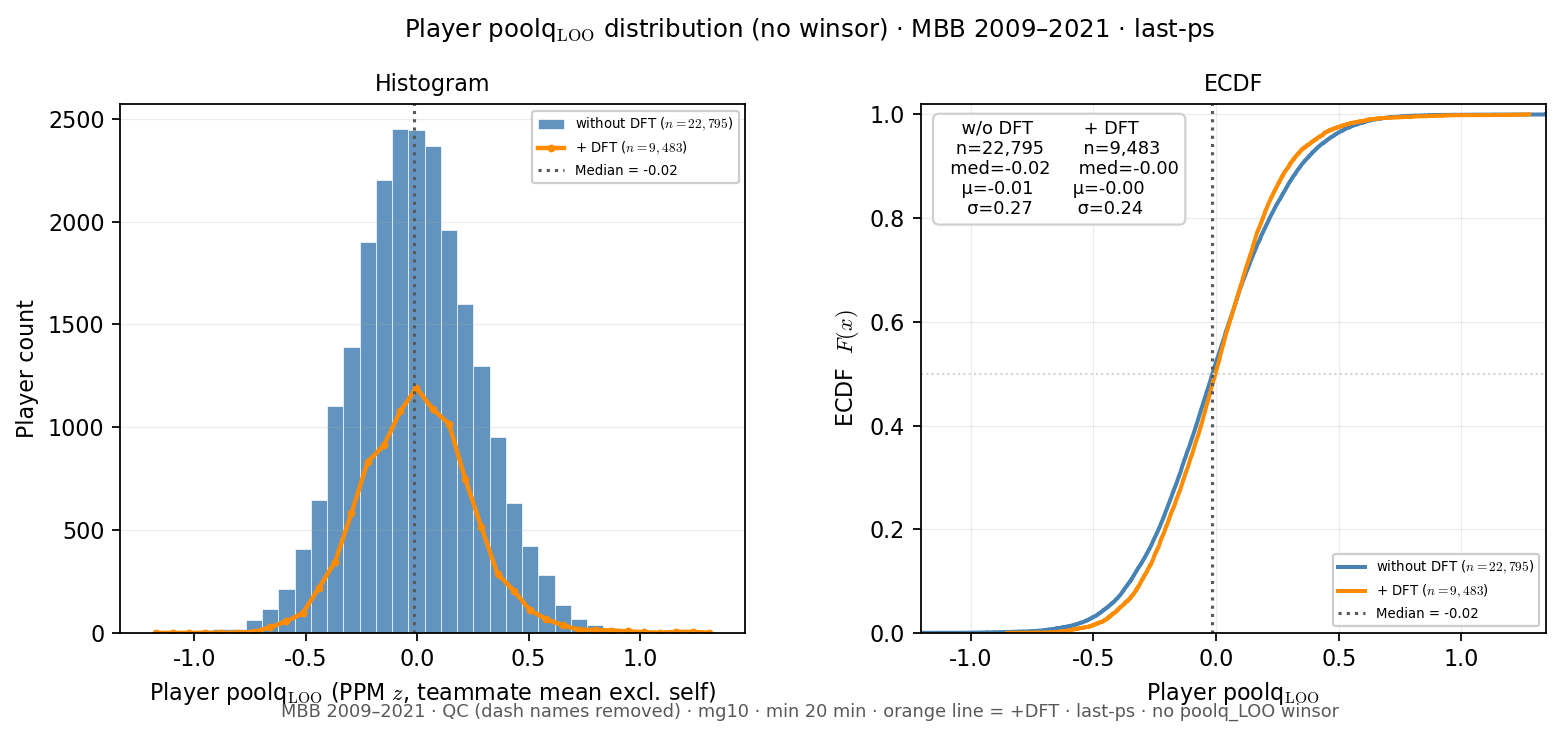 Player poolq_LOO distribution (no winsor) · MBB 2009–2021 · last-ps
Histogram
2500
2000
1500
1000
500
0
Player count
without DFT (n=22,795)
+ DFT (n=9,483)
Median = -0.02
-1.0 -0.5 0.0 0.5 1.0
Player poolq_LOO (PPM z, teammate mean excl. self)
ECDF
1.0
0.8
0.6
0.4
0.2
0.0
ECDF F(x)
w/o DFT + DFT
n=22,795 n=9,483
med=-0.02 med=-0.00
μ=-0.01 μ=-0.00
σ=0.27 σ=0.24
without DFT (n=22,795)
+ DFT (n=9,483)
Median = -0.02
-1.0 -0.5 0.0 0.5 1.0
Player poolq_LOO
MBB 2009–2021 · QC (dash names removed) · mg10 · min 20 min · orange line = +DFT · last-ps · no poolq_LOO winsor